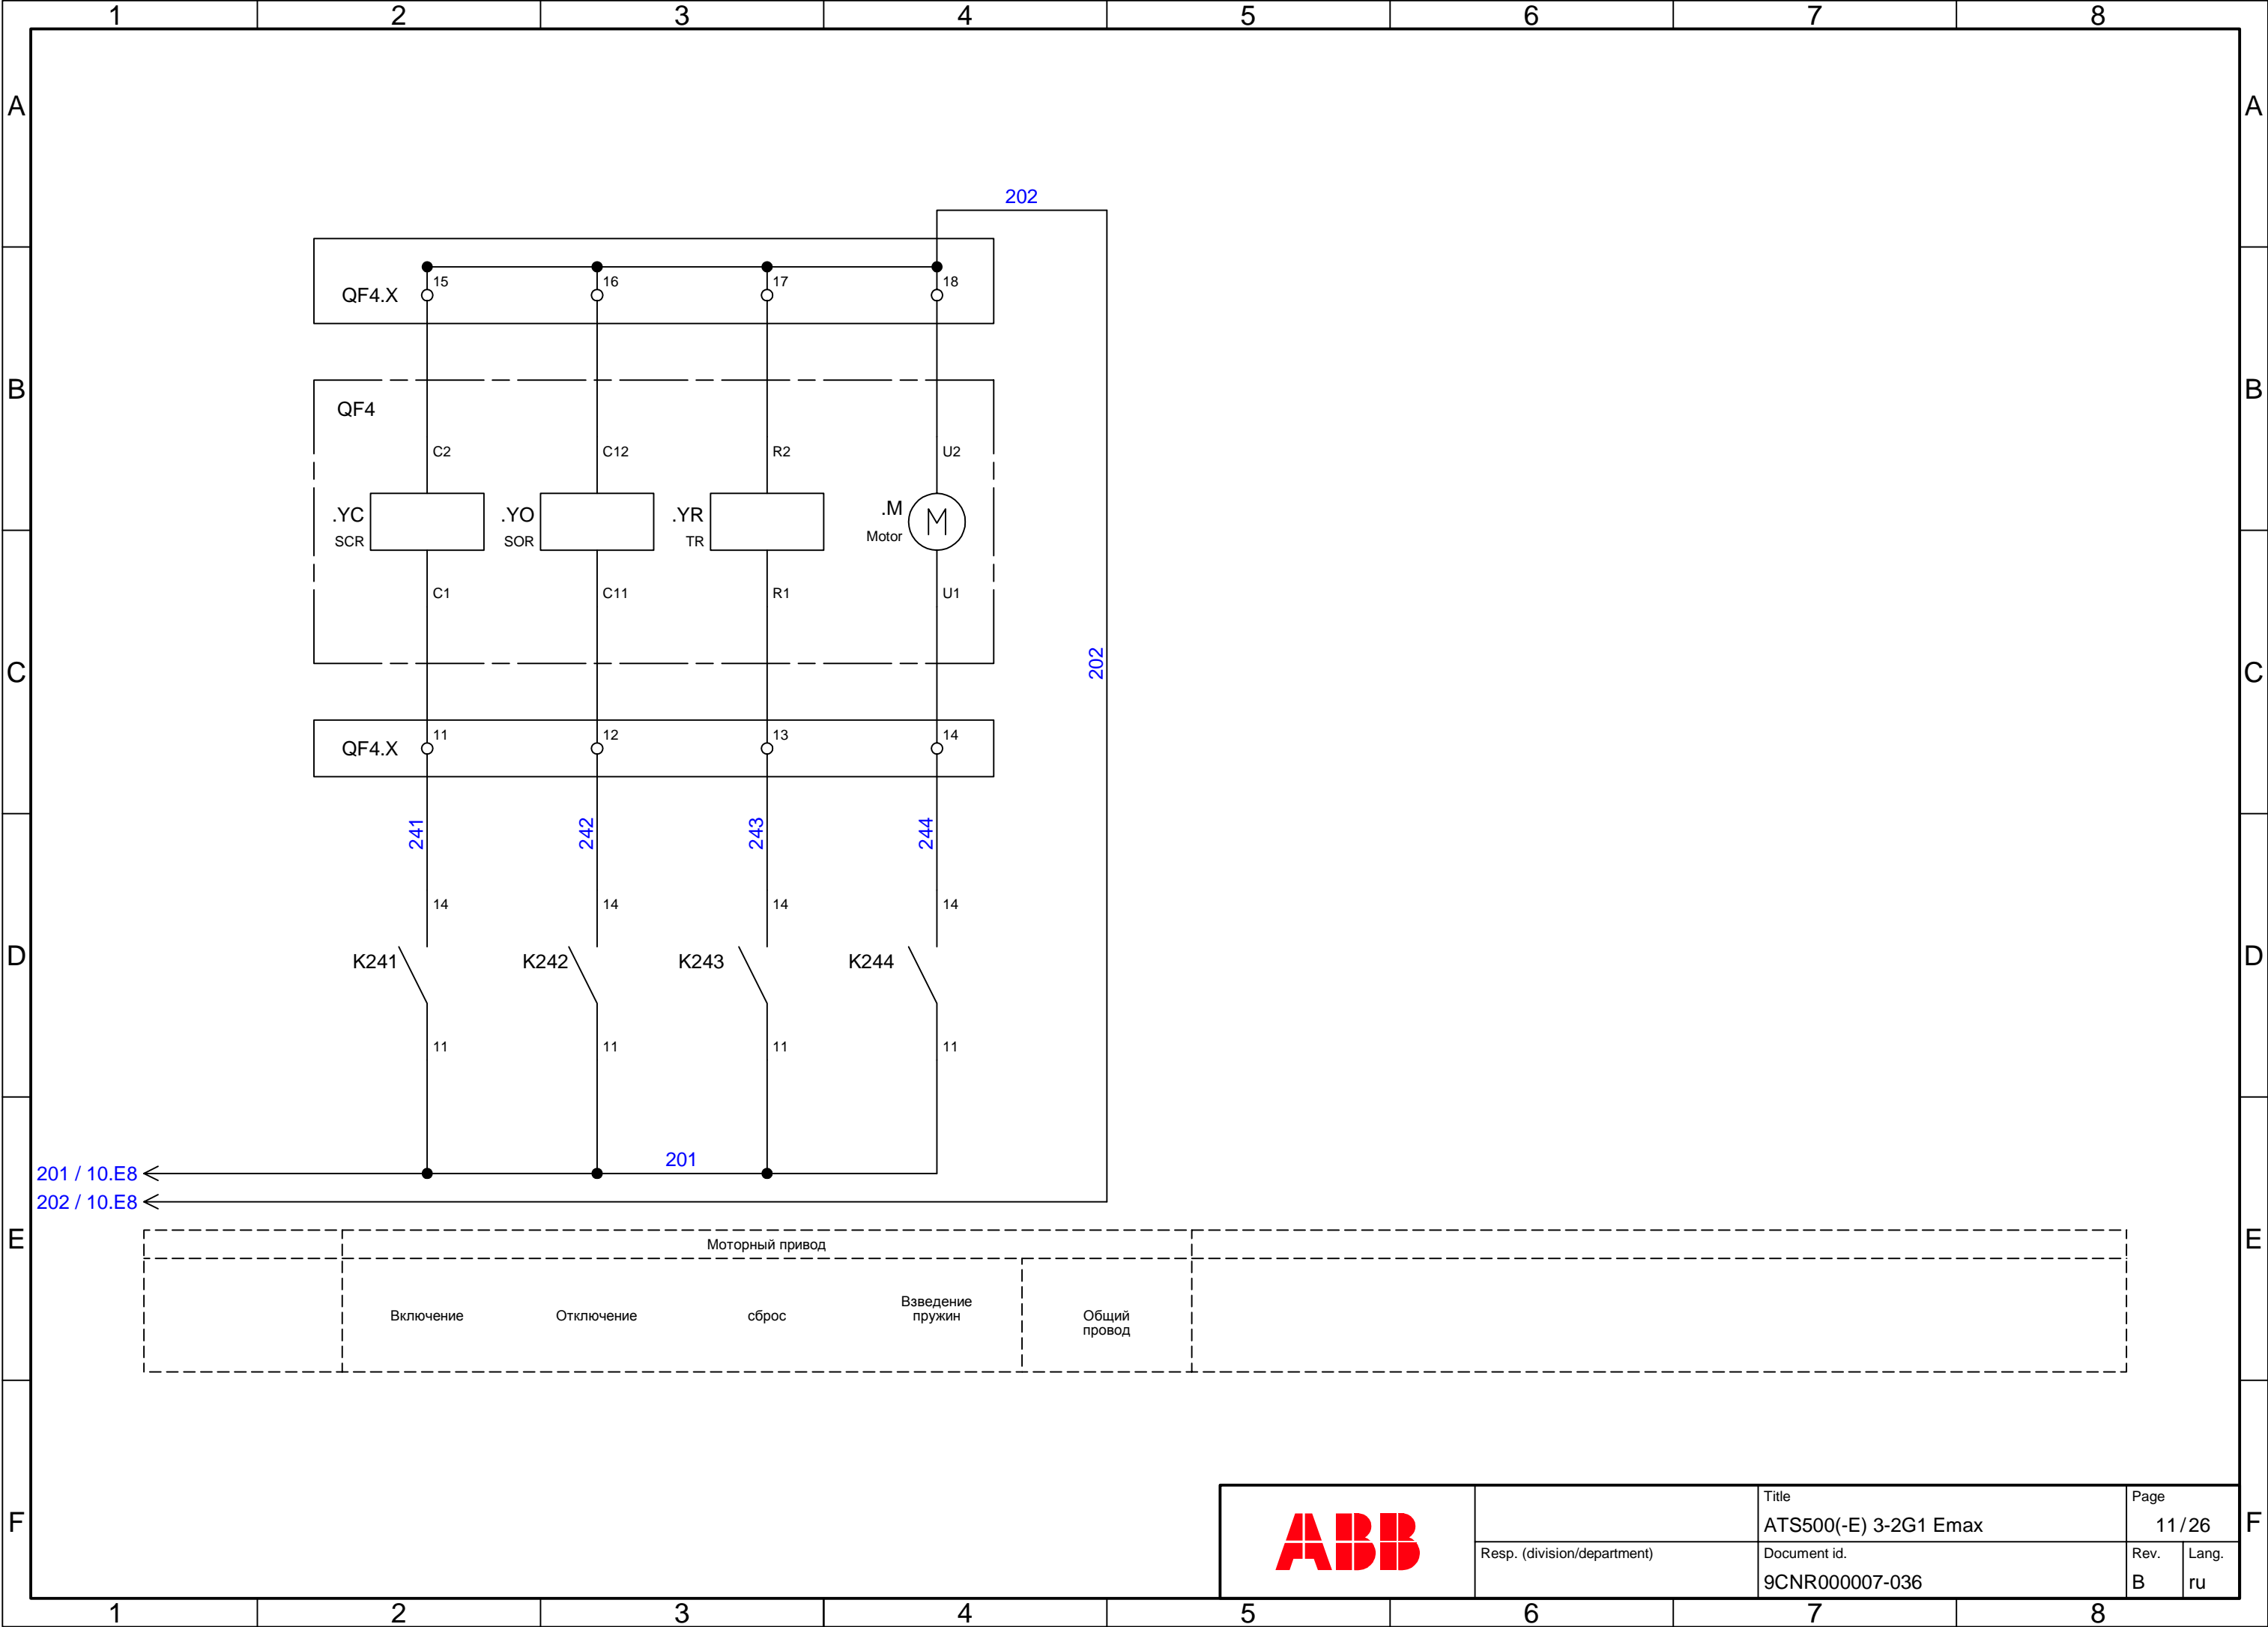 1 2 3 4 5 6 7 8
A A
202
15 16 17 18
QF4.X
B B
QF4
C2 C12 R2 U2
.YC .YO .YR .M M
SCR SOR TR Motor
C1 C11 R1 U1
202
C C
11 12 13 14
QF4.X
241 242 243 244
14 14 14 14
D D
K241 K242 K243 K244
11 11 11 11
201
201 / 10.E8
202 / 10.E8
E E
Моторный привод
Включение Отключение сброс Взведение
пружин
Общий
провод
F F
ABB
Title
ATS500(-E) 3-2G1 Emax
Page
11/26
Resp. (division/department)
Document id.
9CNR000007-036
Rev.
B
Lang.
ru
1 2 3 4 5 6 7 8